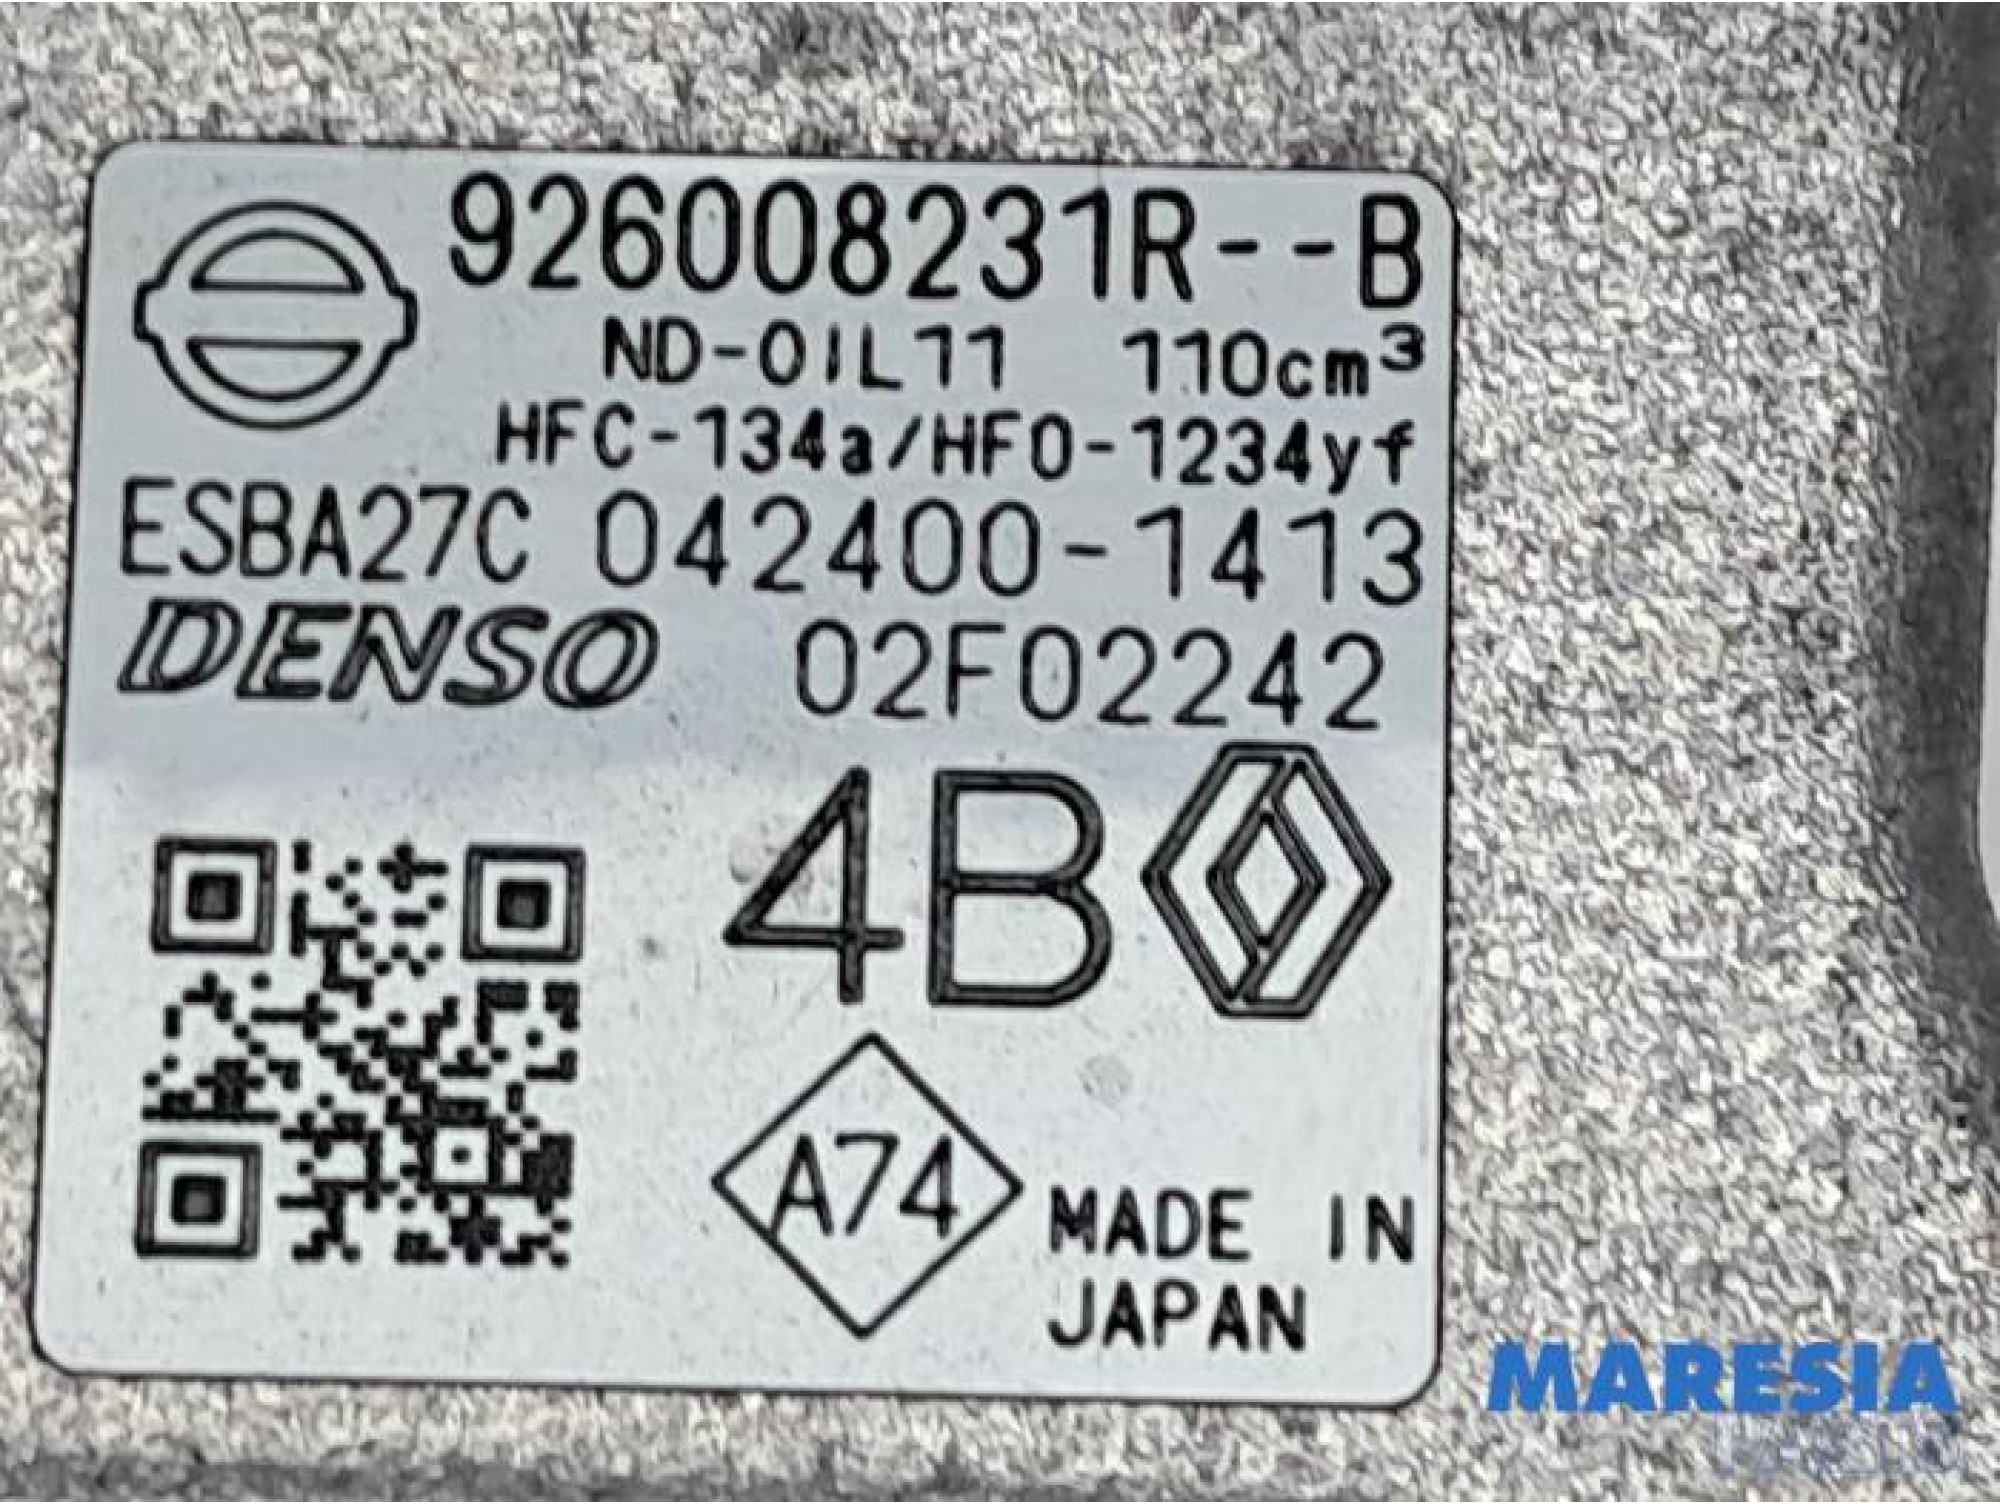 926008231R--B
ND-OIL11 110cm³
HFC-134a/HFO-1234yf
ESBA27C 042400-1413
DENSO 02F02242
4B
A74
MADE IN
JAPAN
MARESIA